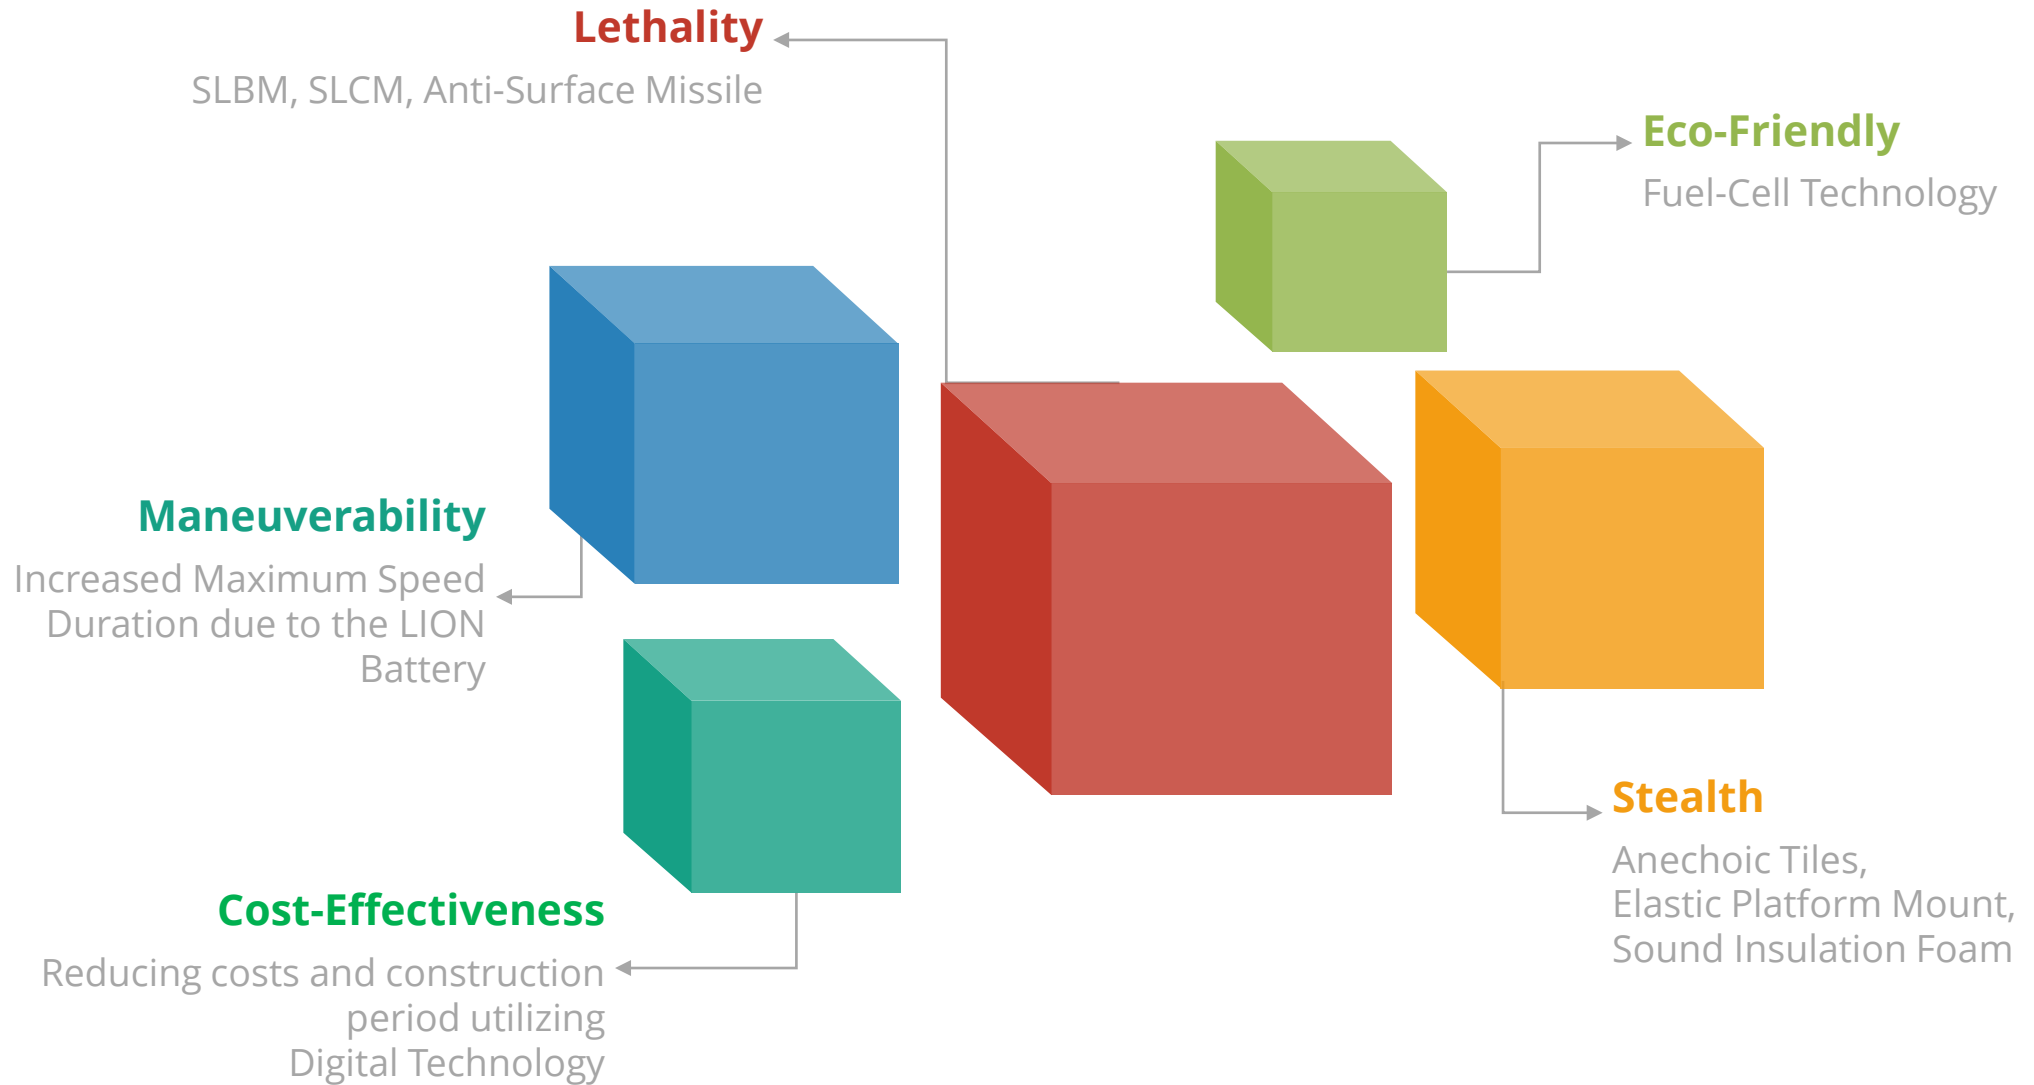 Lethality
SLBM, SLCM, Anti-Surface Missile
Eco-Friendly
Fuel-Cell Technology
Maneuverability
Increased Maximum Speed
Duration due to the LION
Battery
Stealth
Anechoic Tiles,
Elastic Platform Mount,
Sound Insulation Foam
Cost-Effectiveness
Reducing costs and construction
period utilizing
Digital Technology